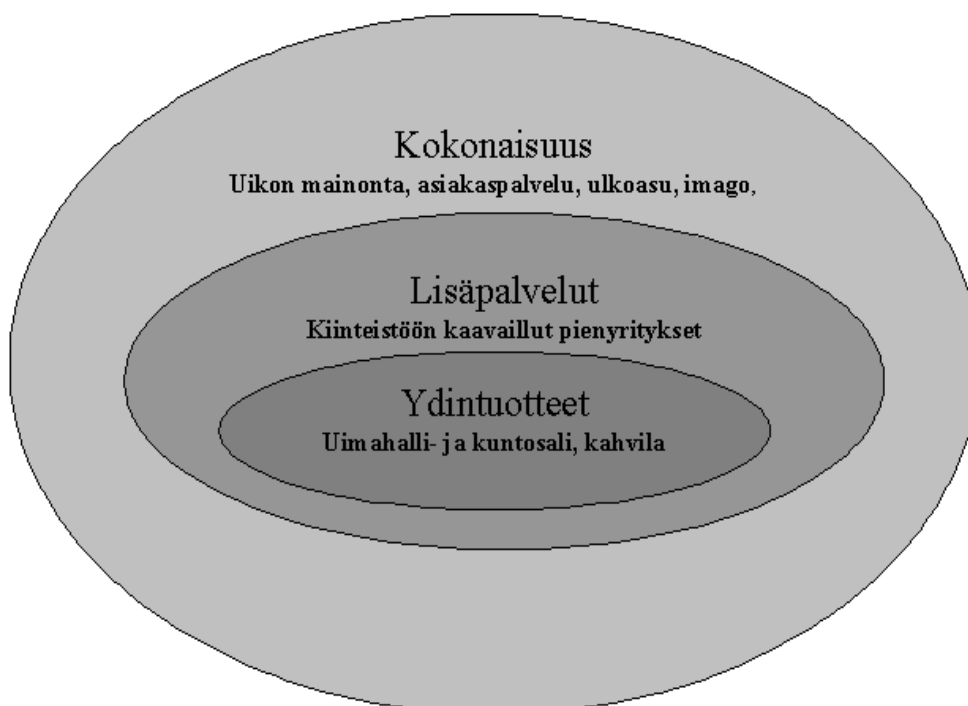 Kokonaisuus
Uikon mainonta, asiakaspalvelu, ulkoasu, imago,
Lisäpalvelut
Kiinteistöön kaavaillut pienyritykset
Ydintuotteet
Uimahalli- ja kuntosali, kahvila